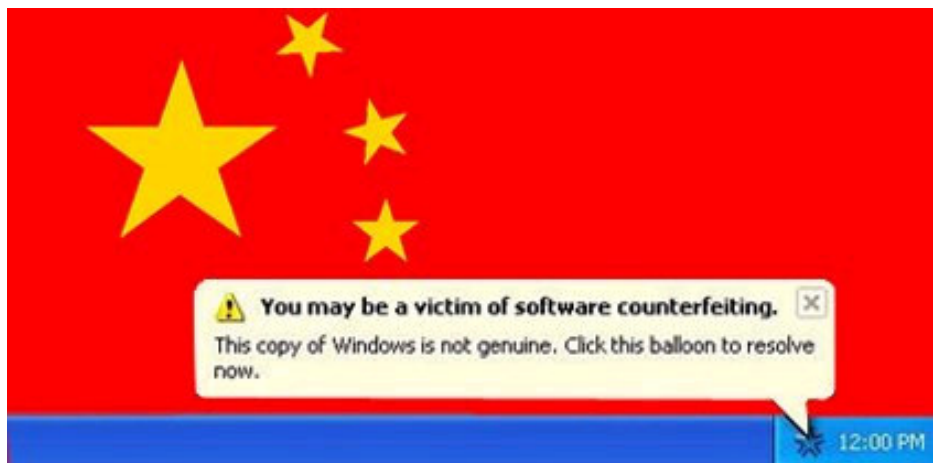 You may be a victim of software counterfeiting.
This copy of Windows is not genuine. Click this balloon to resolve
now.
12:00 PM